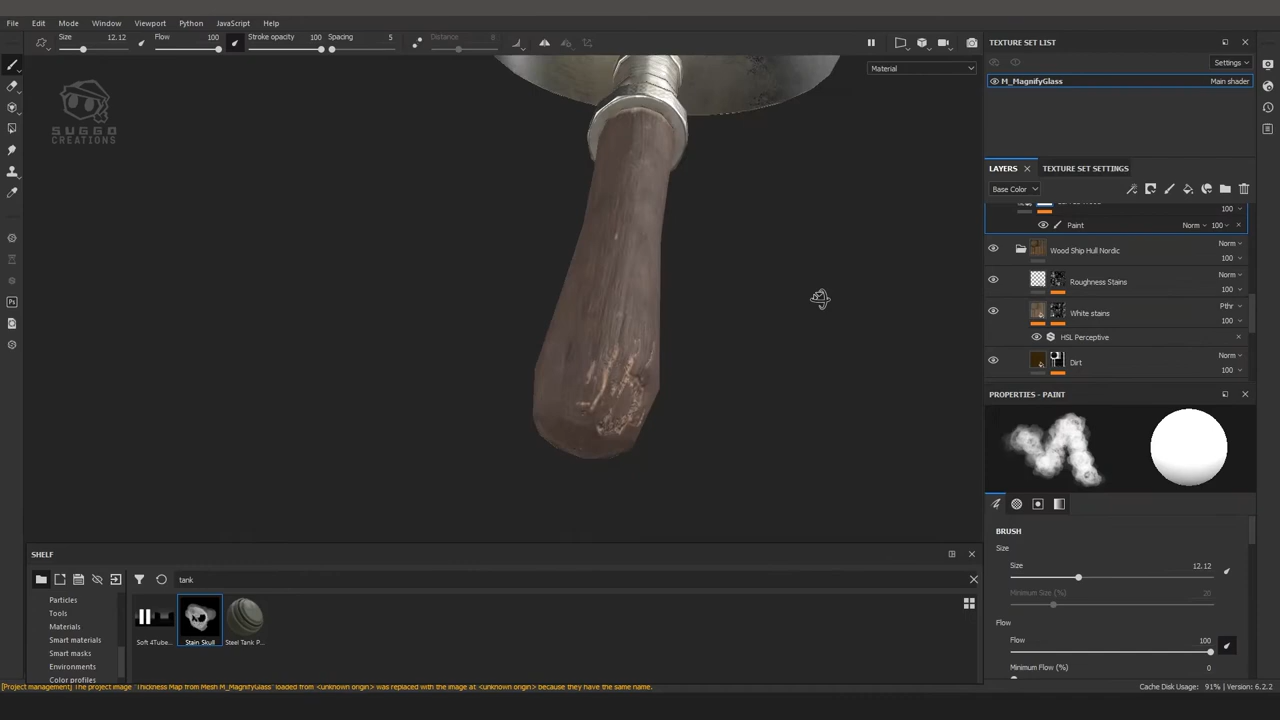 File Edit Mode Window Viewport Python JavaScript Help
Size 12.12 Flow 100 Stroke opacity 100 Spacing 5 Distance 8
Material
SUGGO
CREATIONS
TEXTURE SET LIST
Settings
M_MagnifyGlass Main shader
LAYERS TEXTURE SET SETTINGS
Base Color
100
Paint Norm 100
Wood Ship Hull Nordic Norm
100
Roughness Stains Norm
100
White stains Pthr
100
HSL Perceptive
Dirt Norm
100
PROPERTIES - PAINT
BRUSH
Size
Size 12.12
Minimum Size (%) 20
Flow
Flow 100
Minimum Flow (%) 0
SHELF
tank
Particles
Tools
Materials
Smart materials
Smart masks
Environments
Color profiles
Soft 4Tube... Stain Skull Steel Tank P...
[Project management] The project image "Thickness Map from Mesh M_MagnifyGlass" loaded from <unknown origin> was replaced with the image at <unknown origin> because they have the same name.
Cache Disk Usage: 91% | Version: 6.2.2